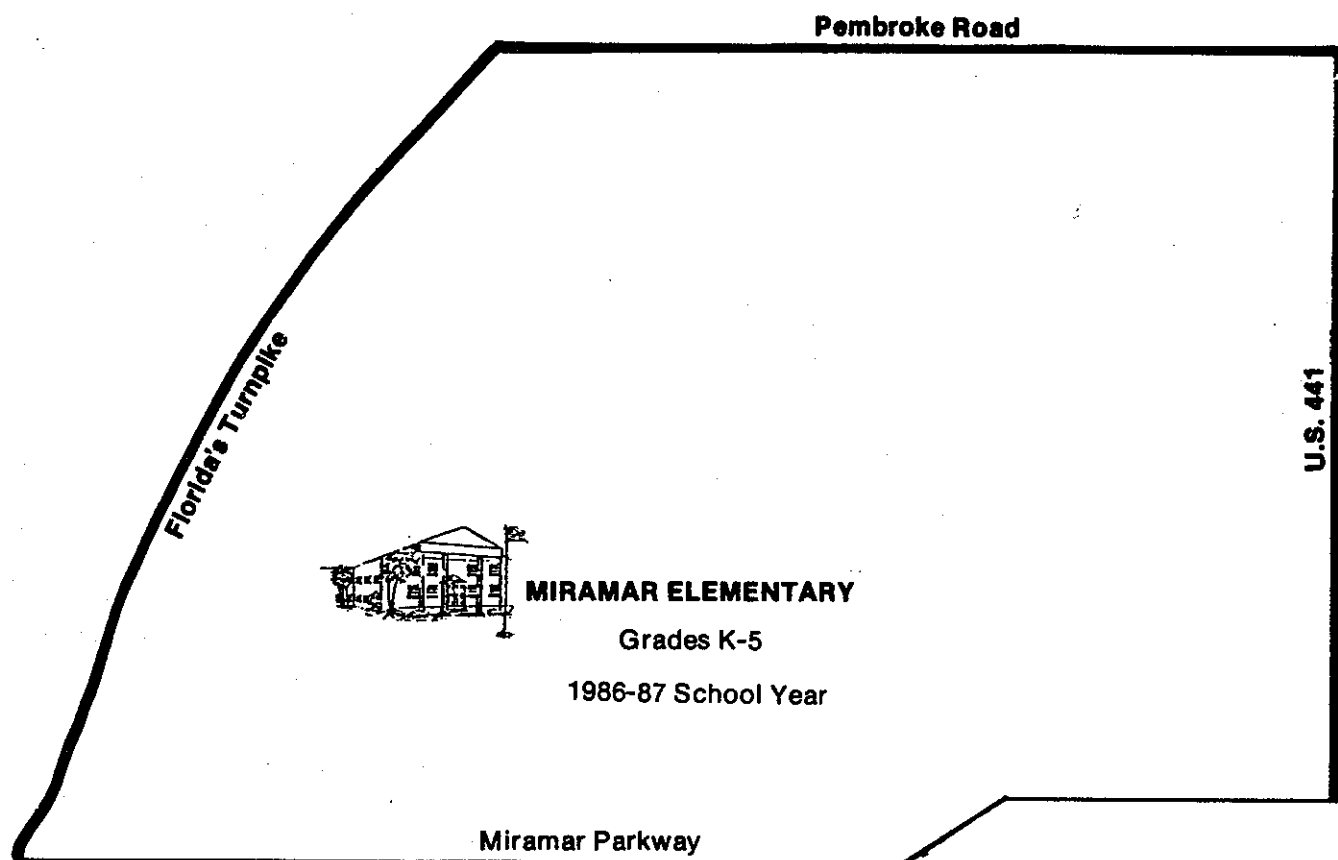 Pembroke Road
Florida's Turnpike
U.S. 441
MIRAMAR ELEMENTARY
Grades K-5
1986-87 School Year
Miramar Parkway